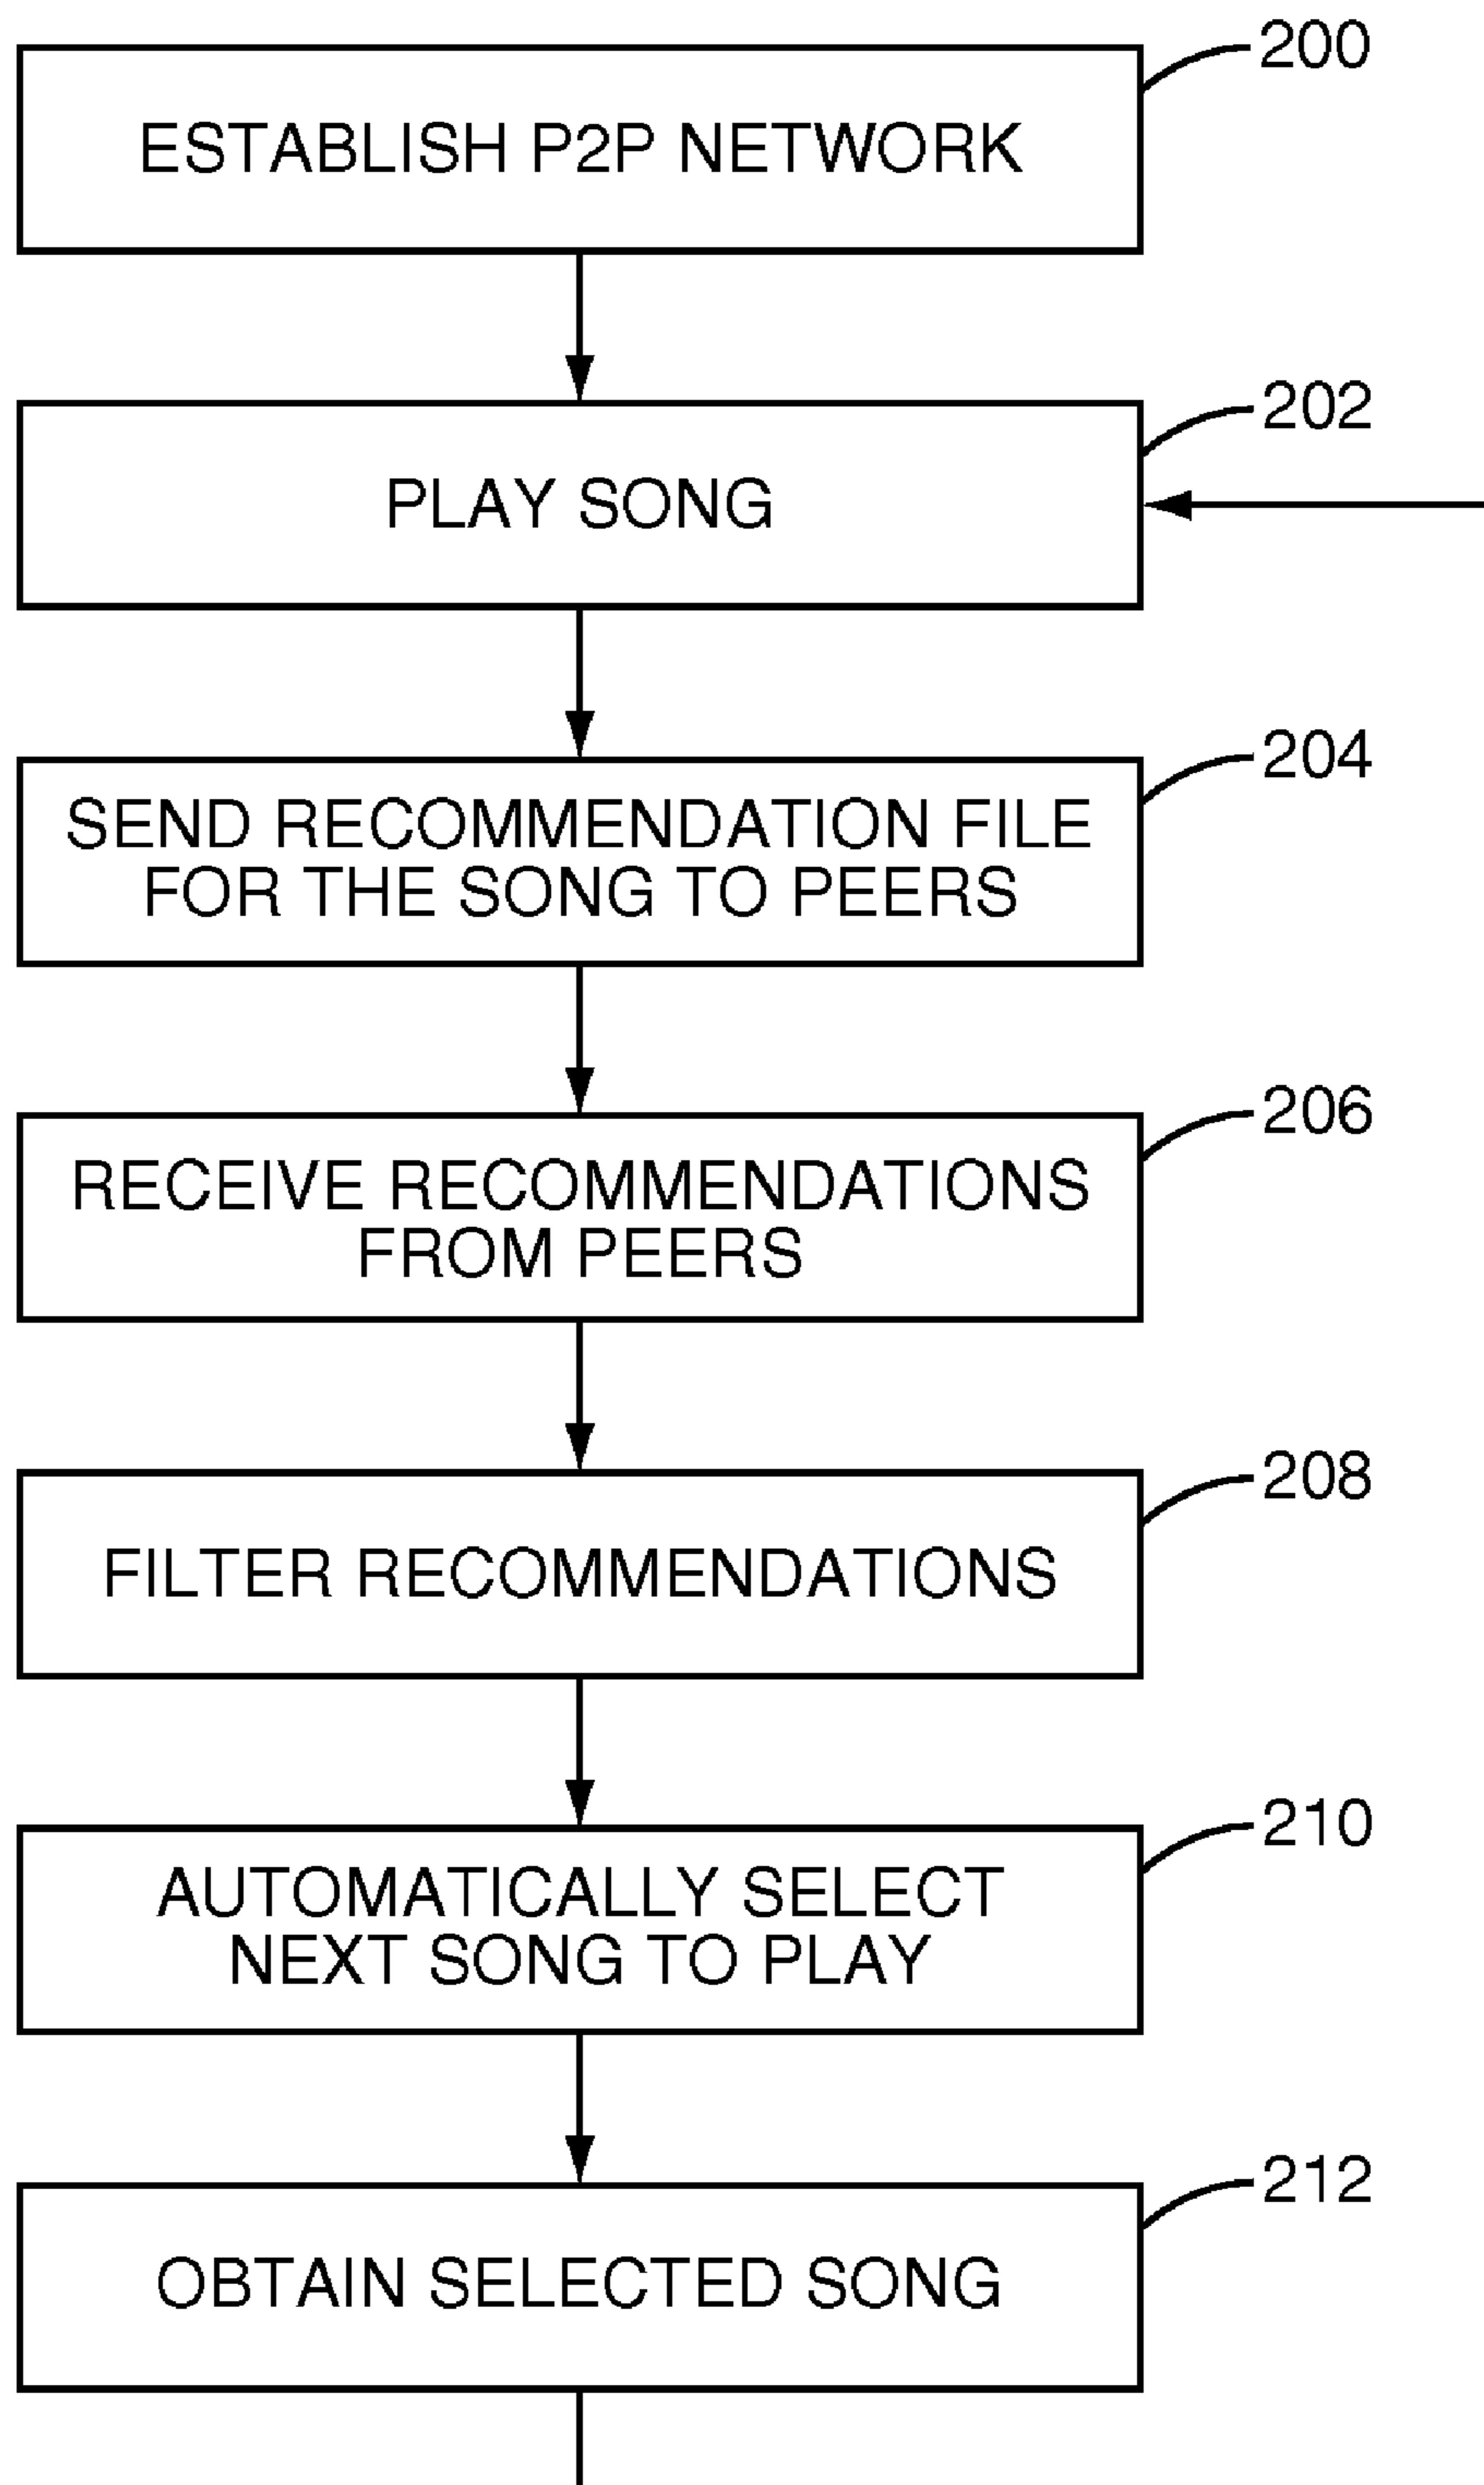 200
ESTABLISH P2P NETWORK
202
PLAY SONG
204
SEND RECOMMENDATION FILE
FOR THE SONG TO PEERS
206
RECEIVE RECOMMENDATIONS
FROM PEERS
208
FILTER RECOMMENDATIONS
210
AUTOMATICALLY SELECT
NEXT SONG TO PLAY
212
OBTAIN SELECTED SONG